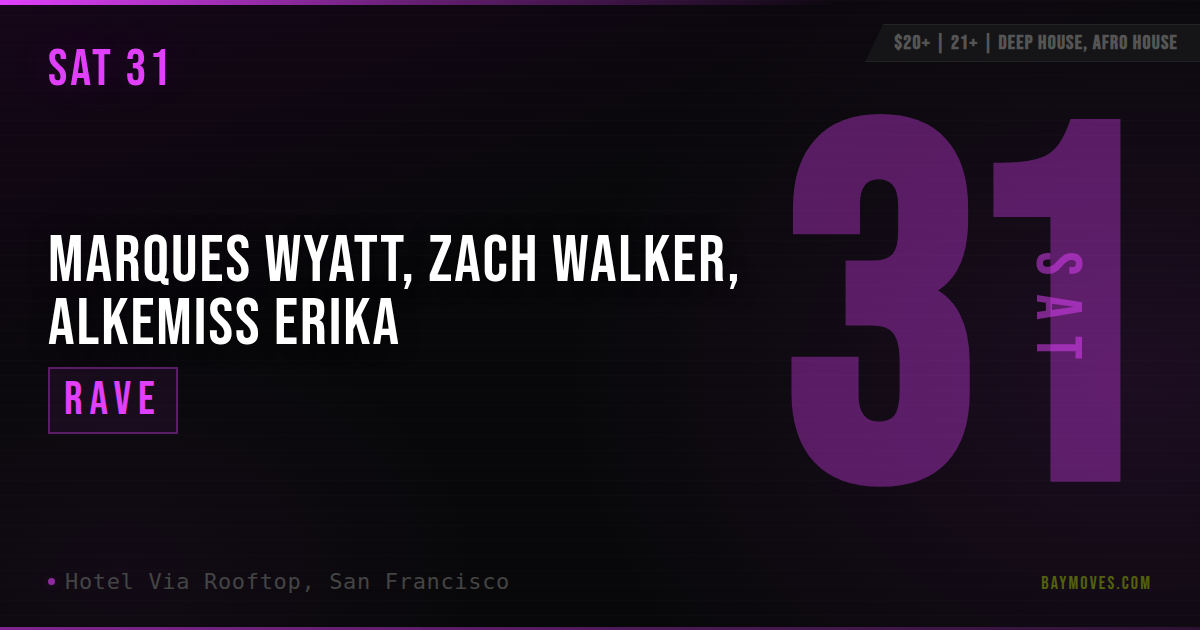 SAT 31
$20+ | 21+ | DEEP HOUSE, AFRO HOUSE
31
SAT
MARQUES WYATT, ZACH WALKER,
ALKEMISS ERIKA
RAVE
Hotel Via Rooftop, San Francisco
BAYMOVES.COM